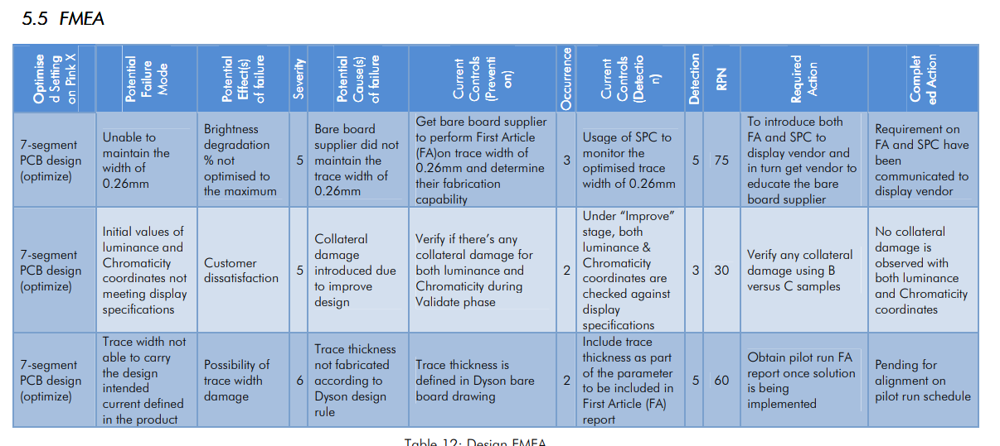 5.5 FMEA
Optimise
d Setting
on Pink X
Potential
Failure
Mode
Potential
Effect(s)
of failure
Severity
Potential
Cause(s)
of failure
Current
Controls
(Preventi
on)
Occurrence
Current
Controls
(Detectio
n)
Detection
RPN
Required
Action
Complet
ed Action
7-segment
PCB design
(optimize)
Unable to
maintain the
width of
0.26mm
Brightness
degradation
% not
optimised to
the maximum
5
Bare board
supplier did not
maintain the
trace width of
0.26mm
Get bare board supplier
to perform First Article
(FA)on trace width of
0.26mm and determine
their fabrication
capability
3
Usage of SPC to
monitor the
optimised trace
width of 0.26mm
5
75
To introduce both
FA and SPC to
display vendor and
in turn get vendor to
educate the bare
board supplier
Requirement on
FA and SPC have
been
communicated to
display vendor
7-segment
PCB design
(optimize)
Initial values of
luminance and
Chromaticity
coordinates not
meeting display
specifications
Customer
dissatisfaction
5
Collateral
damage
introduced due
to improve
design
Verify if there's any
collateral damage for
both luminance and
Chromaticity during
Validate phase
2
Under “Improve”
stage, both
luminance &
Chromaticity
coordinates are
checked against
display
specifications
3
30
Verify any collateral
damage using B
versus C samples
No collateral
damage is
observed with
both luminance
and Chromaticity
coordinates
7-segment
PCB design
(optimize)
Trace width not
able to carry
the design
intended
current defined
in the product
Possibility of
trace width
damage
6
Trace thickness
not fabricated
according to
Dyson design
rule
Trace thickness is
defined in Dyson bare
board drawing
2
Include trace
thickness as part
of the parameter
to be included in
First Article (FA)
report
5
60
Obtain pilot run FA
report once solution
is being
implemented
Pending for
alignment on
pilot run schedule
Table 12: Design FMEA